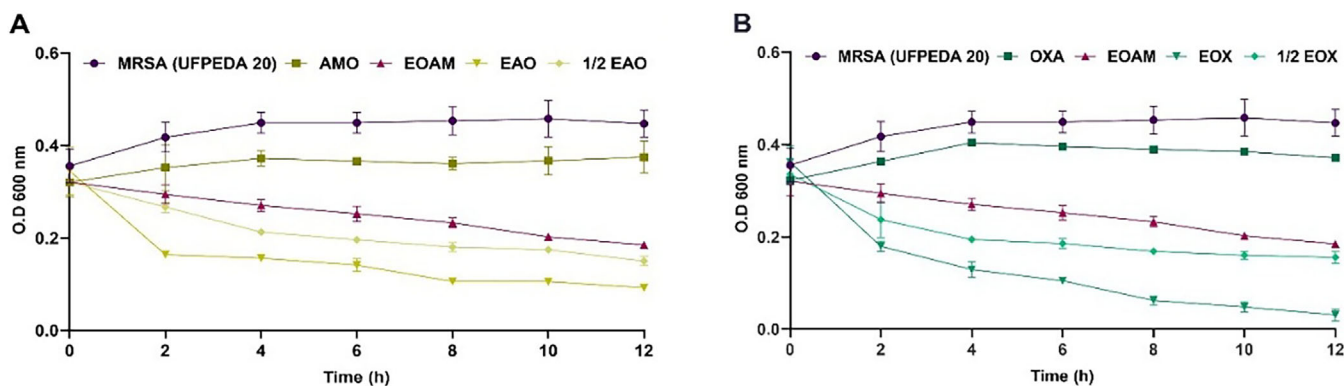 A
0.6
MRSA (UFPEDA 20) AMO EOAM EAO 1/2 EAO
0.4
O.D 600 nm
0.2
0.0
0 2 4 6 8 10 12
Time (h)
B
0.6
MRSA (UFPEDA 20) OXA EOAM EOX 1/2 EOX
0.4
O.D 600 nm
0.2
0.0
0 2 4 6 8 10 12
Time (h)